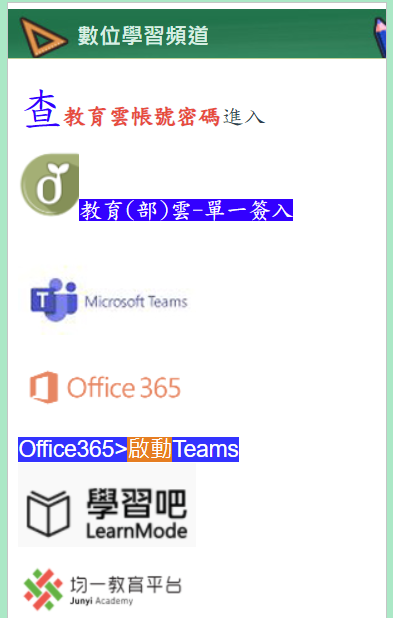 數位學習頻道
查教育雲帳號密碼進入
教育(部)雲-單一簽入
Microsoft Teams
Office 365
Office365>啟動Teams
學習吧
LearnMode
均一教育平台
Junyi Academy